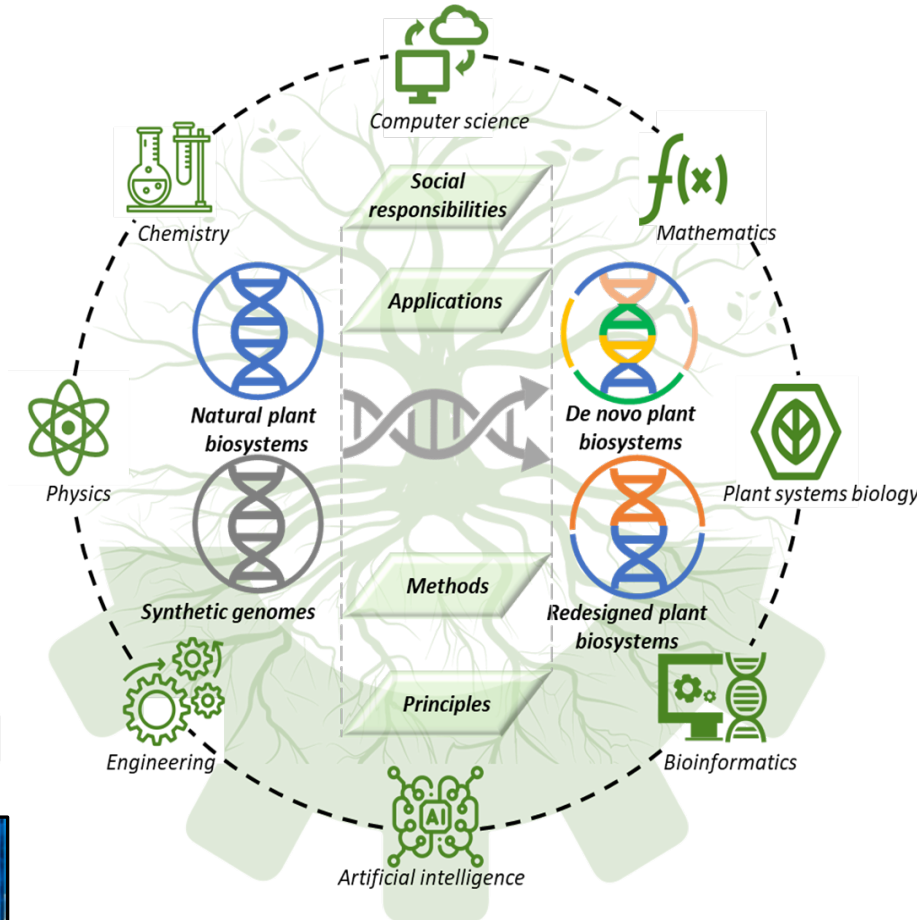 Computer science
Social
responsibilities
f(x)
Chemistry
Mathematics
Applications
Natural plant
biosystems
De novo plant
biosystems
Physics
Plant systems biology
Methods
Synthetic genomes
Redesigned plant
biosystems
Principles
Engineering
Bioinformatics
AI
Artificial intelligence